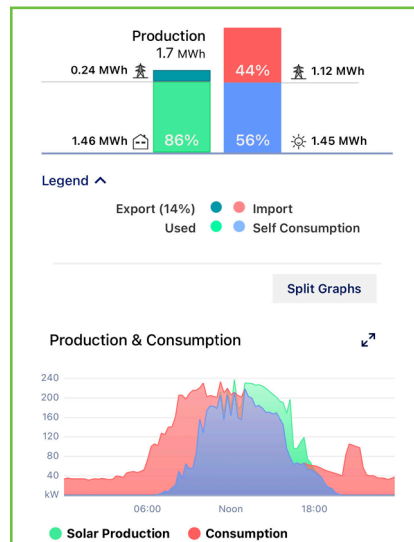 Production
1.7 MWh
0.24 MWh
44%
1.12 MWh
1.46 MWh
86%
56%
1.45 MWh
Legend
Export (14%)
Import
Used
Self Consumption
Split Graphs
Production & Consumption
240
200
160
120
80
40
kW
06:00
Noon
18:00
Solar Production
Consumption